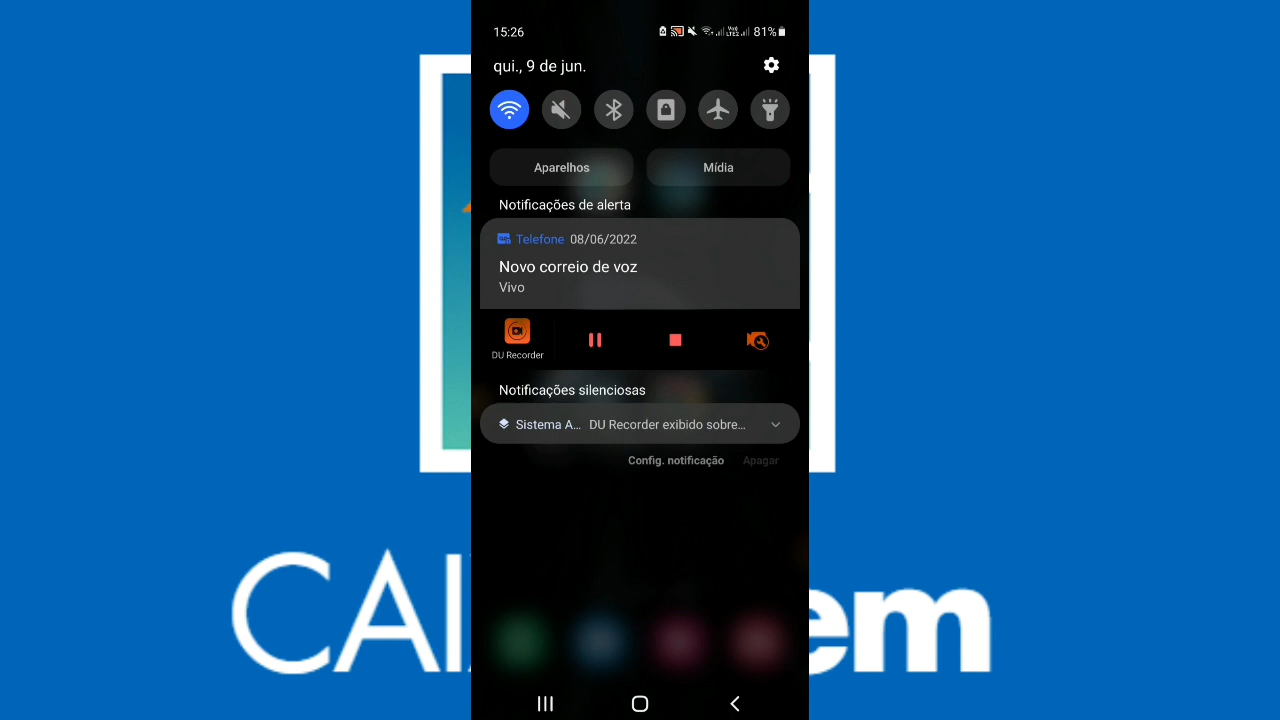 15:26
81%
qui., 9 de jun.
Aparelhos
Mídia
Notificações de alerta
Telefone 08/06/2022
Novo correio de voz
Vivo
DU Recorder
Notificações silenciosas
Sistema A... DU Recorder exibido sobre...
Config. notificação Apagar
CAI em